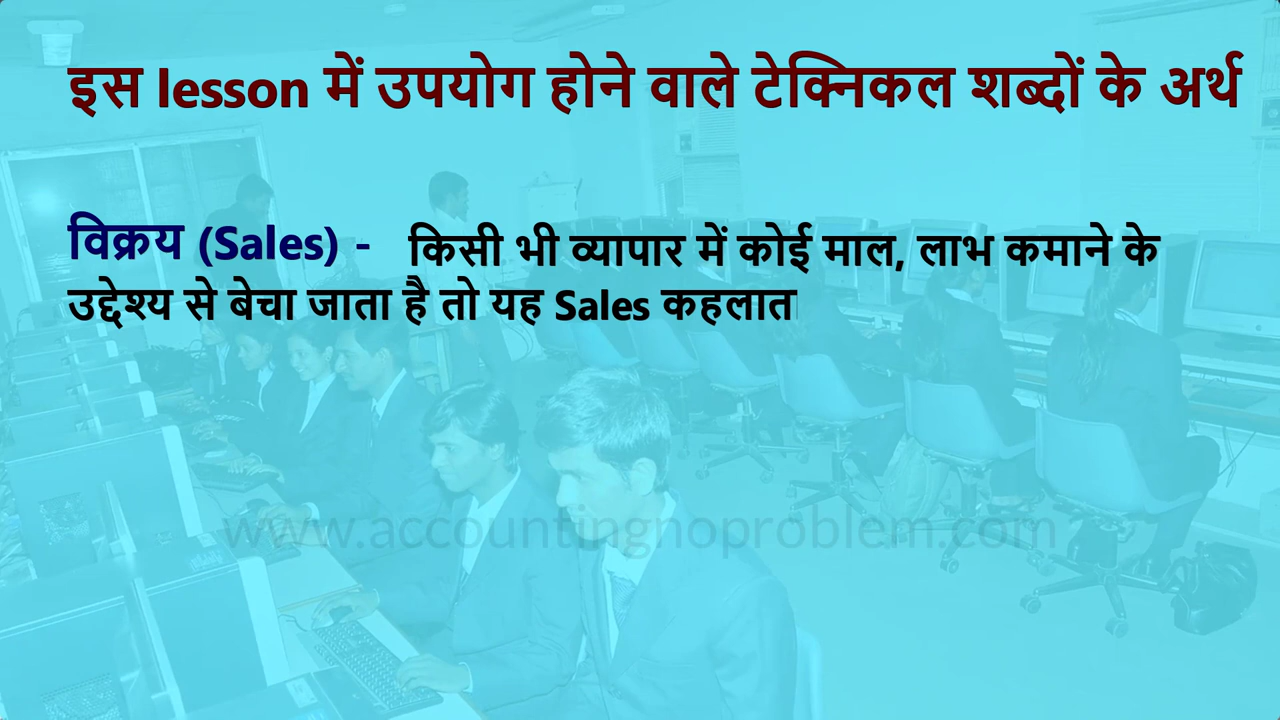 इस lesson में उपयोग होने वाले टेक्निकल शब्दों के अर्थ
विक्रय (Sales) - किसी भी व्यापार में कोई माल, लाभ कमाने के
उद्देश्य से बेचा जाता है तो यह Sales कहलात
www.accountingnoproblem.com